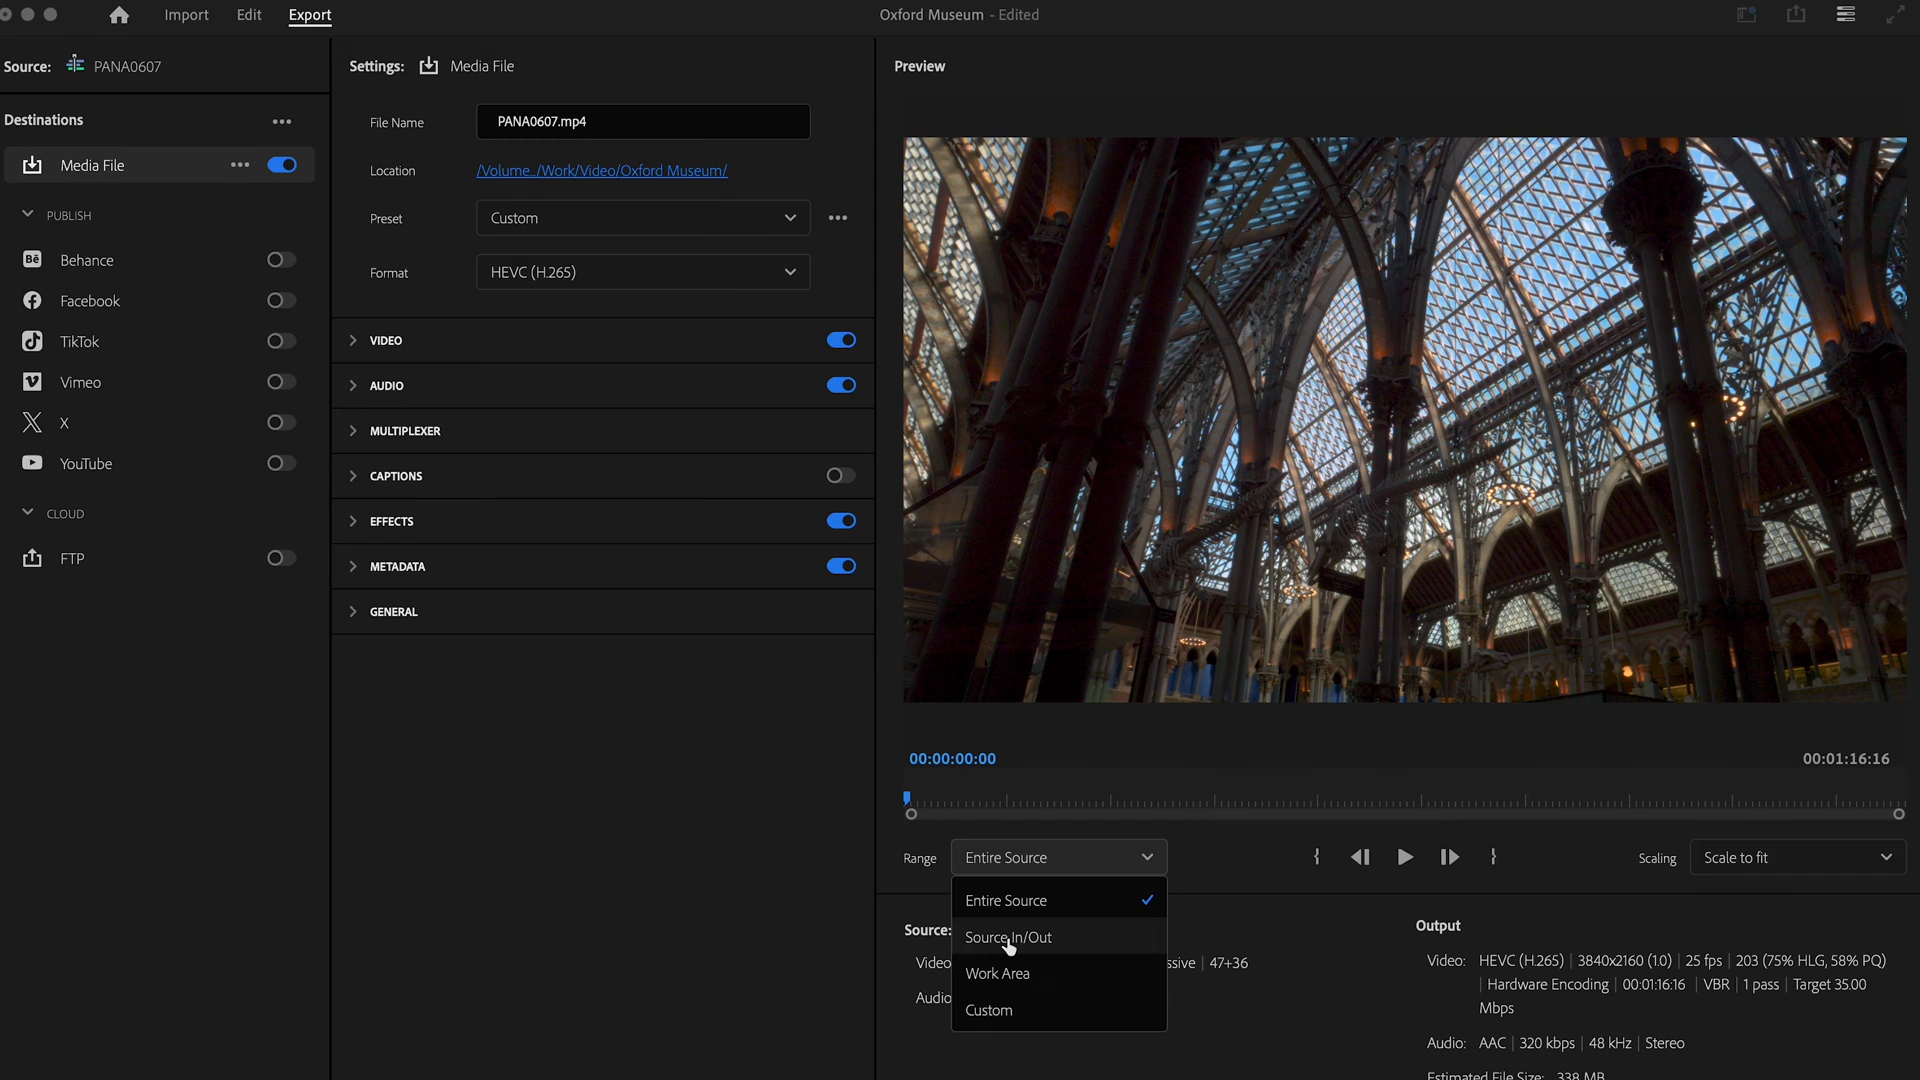 Import Edit Export
Oxford Museum - Edited
Source: PANA0607
Destinations
Media File
PUBLISH
Behance
Facebook
TikTok
Vimeo
X
YouTube
CLOUD
FTP
Settings: Media File
File Name PANA0607.mp4
Location /Volume.../Work/Video/Oxford Museum/
Preset Custom
Format HEVC (H.265)
VIDEO
AUDIO
MULTIPLEXER
CAPTIONS
EFFECTS
METADATA
GENERAL
Preview
00:00:00:00 00:01:16:16
Range Entire Source
Scaling Scale to fit
Entire Source
Source In/Out
Work Area
Custom
Source:
Video
ssive | 47+36
Audio
Output
Video: HEVC (H.265) | 3840x2160 (1.0) | 25 fps | 203 (75% HLG, 58% PQ)
| Hardware Encoding | 00:01:16:16 | VBR | 1 pass | Target 35.00
Mbps
Audio: AAC | 320 kbps | 48 kHz | Stereo
Estimated File Size: 338 MB